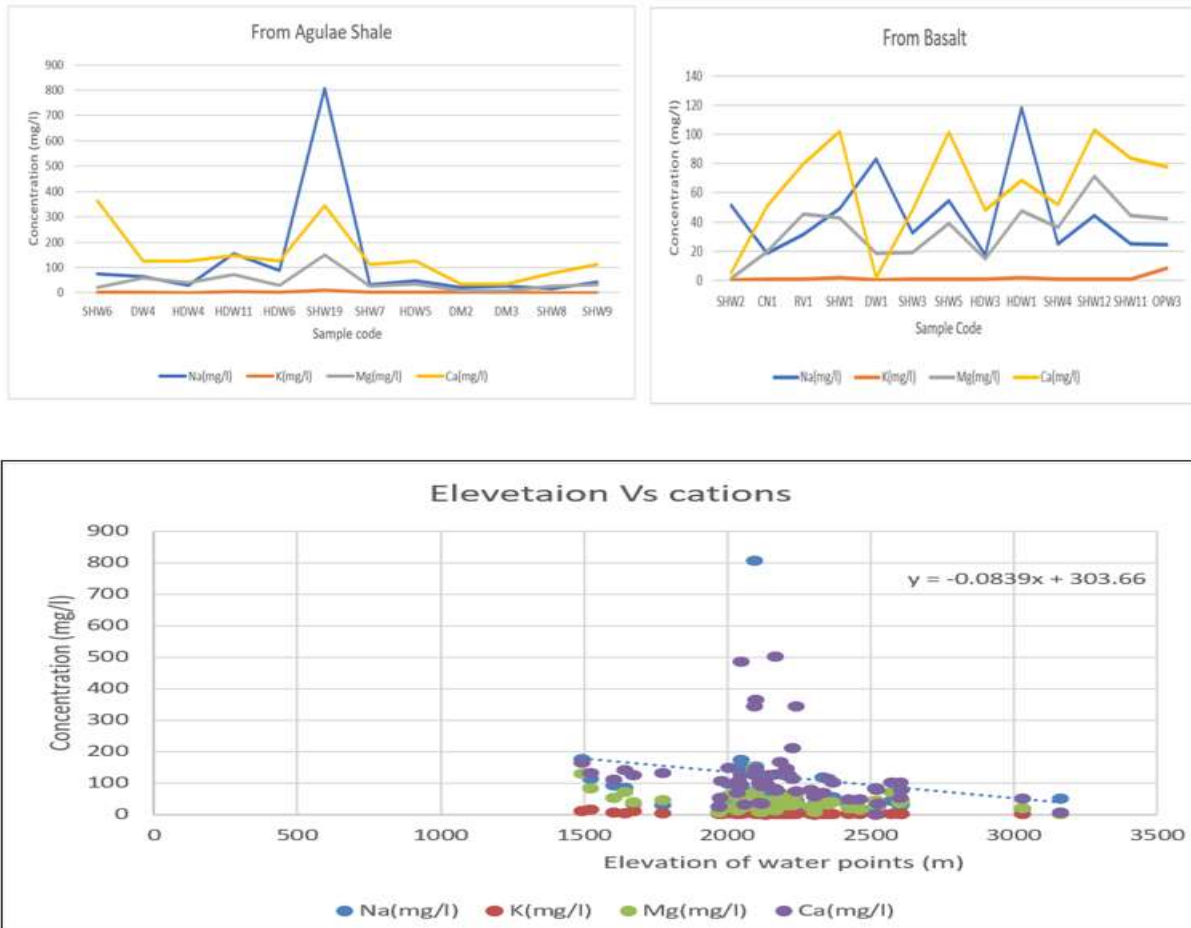 From Agulae Shale
Concentration (mg/l)
900
800
700
600
500
400
300
200
100
0
SHW6 DW4 HDW4 HDW11 HDW6 SHW19 SHW7 HDW5 DM2 DM3 SHW8 SHW9
Sample code
Na(mg/l) K(mg/l) Mg(mg/l) Ca(mg/l)
From Basalt
Concentration (mg/l)
140
120
100
80
60
40
20
0
SHW2 CN1 RV1 SHW1 DW1 SHW3 SHW5 HDW3 HDW1 SHW4 SHW12 SHW11 OPW3
Sample Code
Na(mg/l) K(mg/l) Mg(mg/l) Ca(mg/l)
Elevetaion Vs cations
Concentration (mg/l)
900
800
700
600
500
400
300
200
100
0
y = -0.0839x + 303.66
0 500 1000 1500 2000 2500 3000 3500
Elevation of water points (m)
Na(mg/l) K(mg/l) Mg(mg/l) Ca(mg/l)